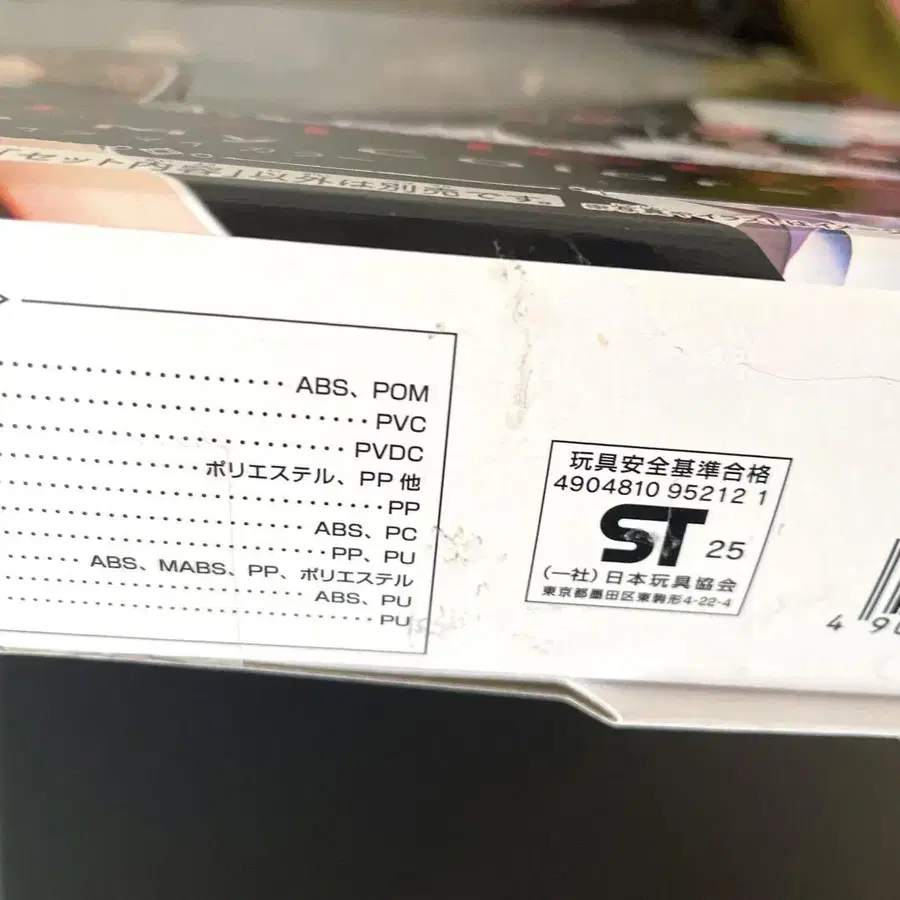 セット内容」以外は別売です。
ABS、POM
PVC
PVDC
ポリエステル、PP 他
PP
ABS、PC
PP、PU
ABS、MABS、PP、ポリエステル
ABS、PU
PU
玩具安全基準合格
4904810 95212 1
ST 25
(一社)日本玩具協会
東京都墨田区東駒形4-22-4
4 90